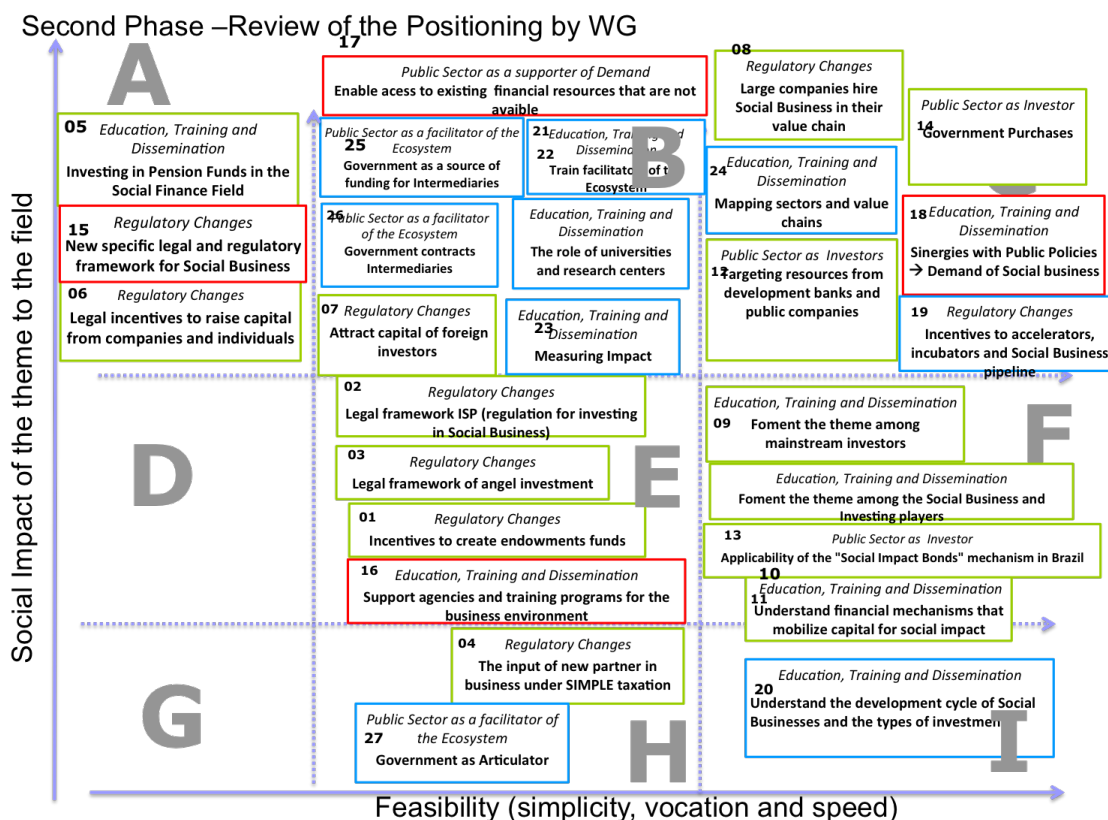 Second Phase –Review of the Positioning by WG
A
17
Public Sector as a supporter of Demand
Enable acess to existing financial resources that are not
avaible
08
Regulatory Changes
Large companies hire
Social Business in their
value chain
Public Sector as Investor
14
Government Purchases
05
Education, Training and
Dissemination
Investing in Pension Funds in the
Social Finance Field
Public Sector as a facilitator of the
Ecosystem
25
Government as a source of
funding for Intermediaries
21
Education, Training and
Dissemination
22
Train facilitators of the
Ecosystem
B
24
Education, Training and
Dissemination
Mapping sectors and value
chains
15
Regulatory Changes
New specific legal and regulatory
framework for Social Business
26
Public Sector as a facilitator
of the Ecosystem
Government contracts
Intermediaries
Education, Training and
Dissemination
The role of universities
and research centers
18
Education, Training and
Dissemination
Sinergies with Public Policies
→ Demand of Social business
Public Sector as Investors
12
Targeting resources from
development banks and
public companies
06
Regulatory Changes
Legal incentives to raise capital
from companies and individuals
07
Regulatory Changes
Attract capital of foreign
investors
Education, Training and
23
Dissemination
Measuring Impact
19
Regulatory Changes
Incentives to accelerators,
incubators and Social Business
pipeline
D
02
Regulatory Changes
Legal framework ISP (regulation for investing
in Social Business)
03
Regulatory Changes
Legal framework of angel investment
E
01
Regulatory Changes
Incentives to create endowments funds
16
Education, Training and Dissemination
Support agencies and training programs for the
business environment
Education, Training and Dissemination
09
Foment the theme among
mainstream investors
F
Education, Training and Dissemination
Foment the theme among the Social Business and
Investing players
13
Public Sector as Investor
Applicability of the "Social Impact Bonds" mechanism in Brazil
10
Education, Training and Dissemination
11
Understand financial mechanisms that
mobilize capital for social impact
G
04
Regulatory Changes
The input of new partner in
business under SIMPLE taxation
Public Sector as a facilitator of
the Ecosystem
27
Government as Articulator
H
Education, Training and Dissemination
20
Understand the development cycle of Social
Businesses and the types of investment
I
Social Impact of the theme to the field
Feasibility (simplicity, vocation and speed)